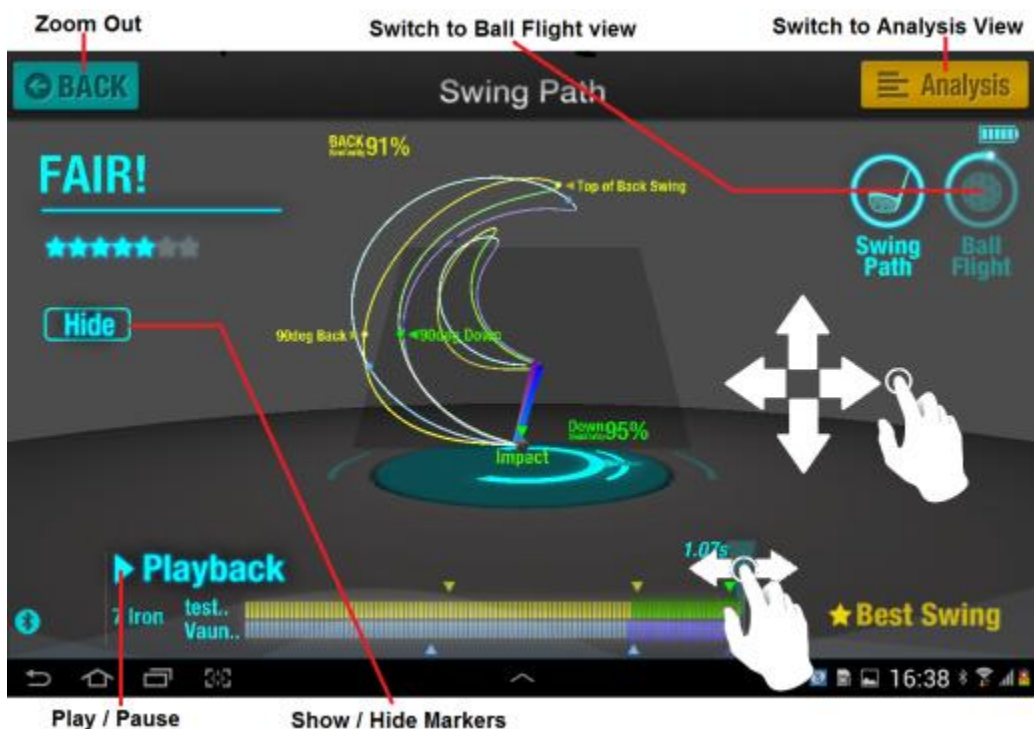 Zoom Out
Switch to Ball Flight view
Switch to Analysis View
BACK
Swing Path
Analysis
FAIR!
BACK
91%
Top of Back Swing
Swing
Path
Ball
Flight
Hide
90deg Back
90deg Down
Down
95%
Impact
1.07s
Playback
7 Iron
test..
Vaun..
Best Swing
16:38
Play / Pause
Show / Hide Markers